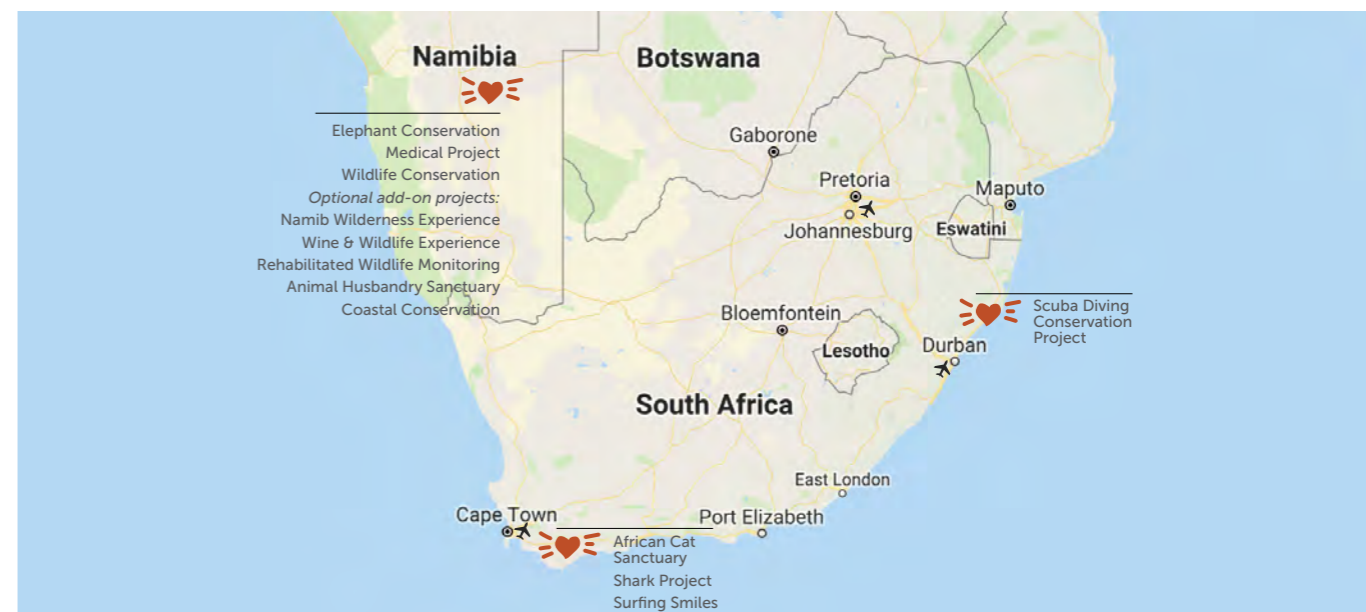 Namibia
Botswana
Elephant Conservation
Medical Project
Wildlife Conservation
Optional add-on projects:
Namib Wilderness Experience
Wine & Wildlife Experience
Rehabilitated Wildlife Monitoring
Animal Husbandry Sanctuary
Coastal Conservation
Gaborone
Pretoria
Johannesburg
Maputo
Eswatini
Bloemfontein
Lesotho
Durban
Scuba Diving
Conservation
Project
South Africa
East London
Cape Town
Port Elizabeth
African Cat
Sanctuary
Shark Project
Surfing Smiles